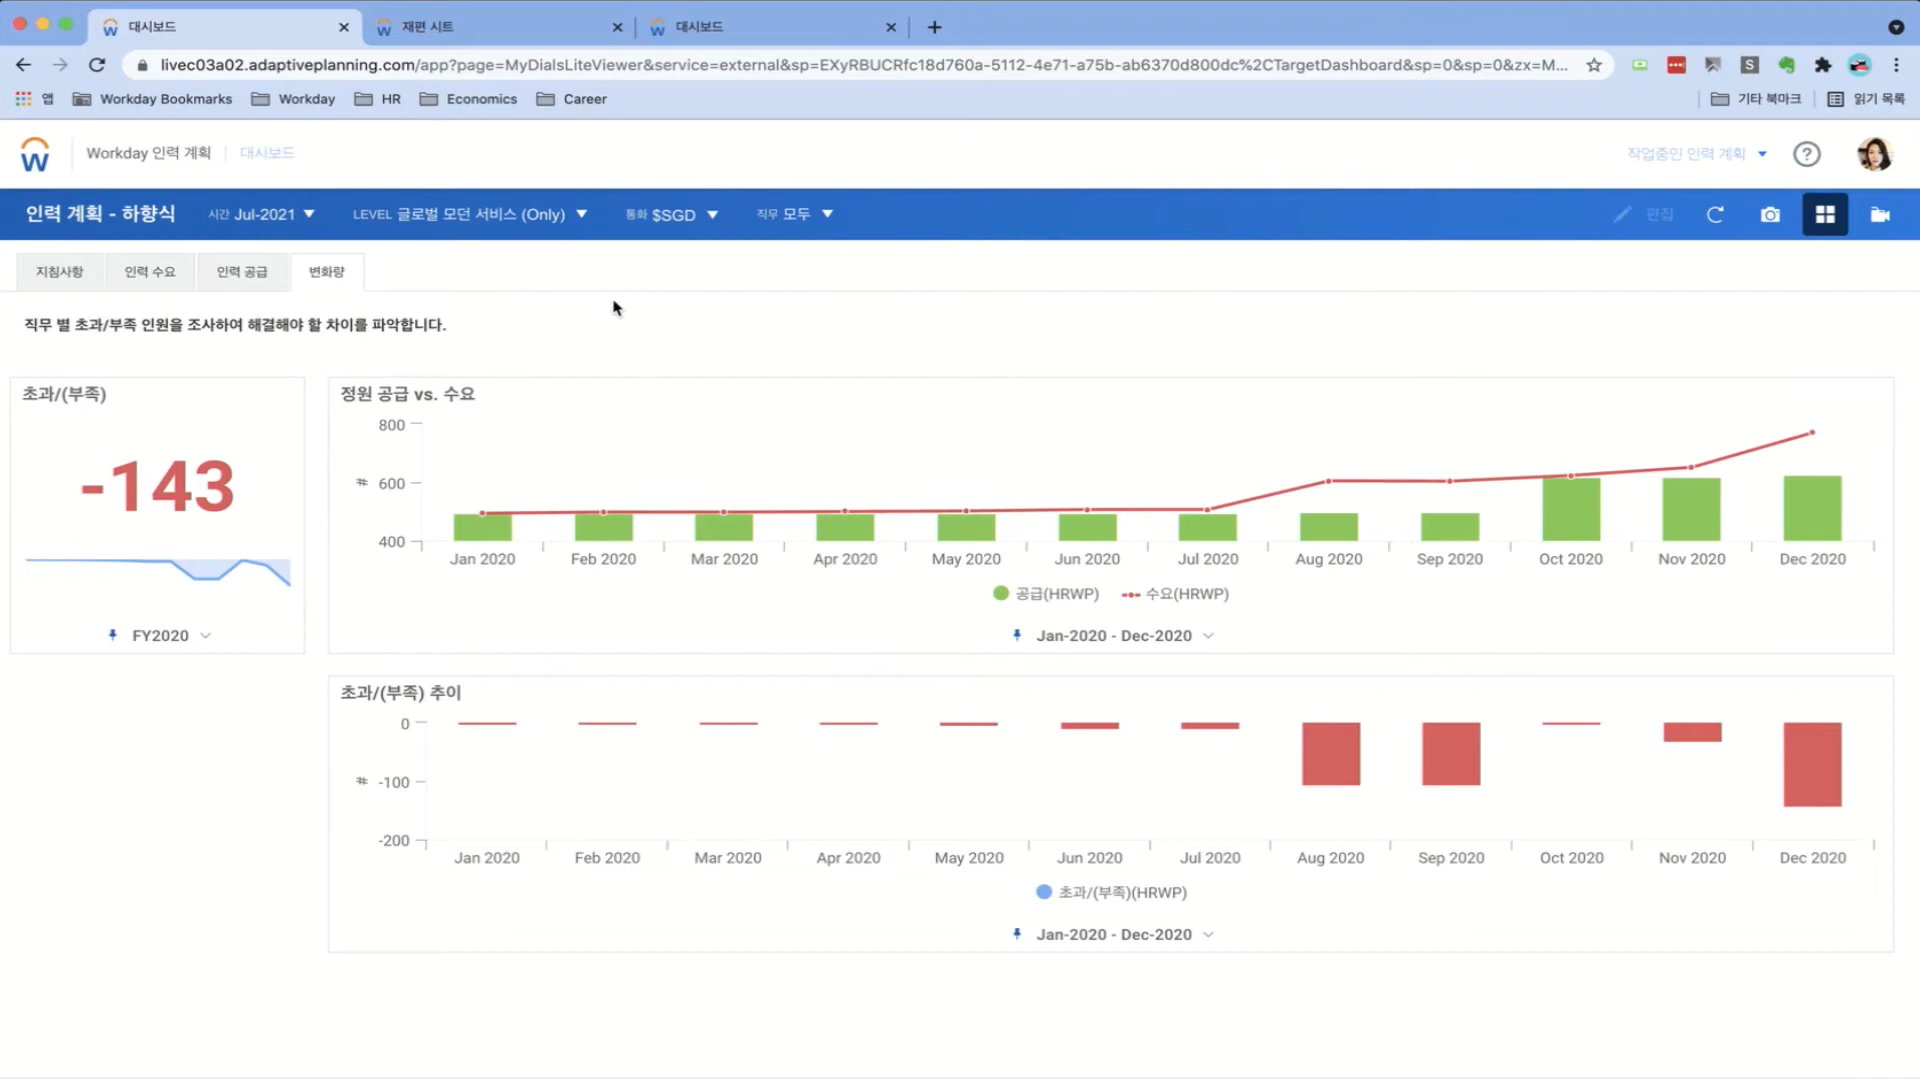 대시보드
재편 시트
대시보드
livec03a02.adaptiveplanning.com/app?page=MyDialsLiteViewer&service=external&sp=EXyRBUCRfc18d760a-5112-4e71-a75b-ab6370d800dc%2CTargetDashboard&sp=0&sp=0&zx=M...
S
앱
Workday Bookmarks
Workday
HR
Economics
Career
기타 북마크
읽기 목록
W
Workday 인력 계획
대시보드
작업중인 인력 계획
?
인력 계획 - 하향식
시간 Jul-2021
LEVEL 글로벌 모던 서비스 (Only)
통화 $SGD
직무 모두
편집
지침사항
인력 수요
인력 공급
변화량
직무 별 초과/부족 인원을 조사하여 해결해야 할 차이를 파악합니다.
초과/(부족)
-143
FY2020
정원 공급 vs. 수요
800
# 600
400
Jan 2020 Feb 2020 Mar 2020 Apr 2020 May 2020 Jun 2020 Jul 2020 Aug 2020 Sep 2020 Oct 2020 Nov 2020 Dec 2020
공급(HRWP) 수요(HRWP)
Jan-2020 - Dec-2020
초과/(부족) 추이
0
# -100
-200
Jan 2020 Feb 2020 Mar 2020 Apr 2020 May 2020 Jun 2020 Jul 2020 Aug 2020 Sep 2020 Oct 2020 Nov 2020 Dec 2020
초과/(부족)(HRWP)
Jan-2020 - Dec-2020